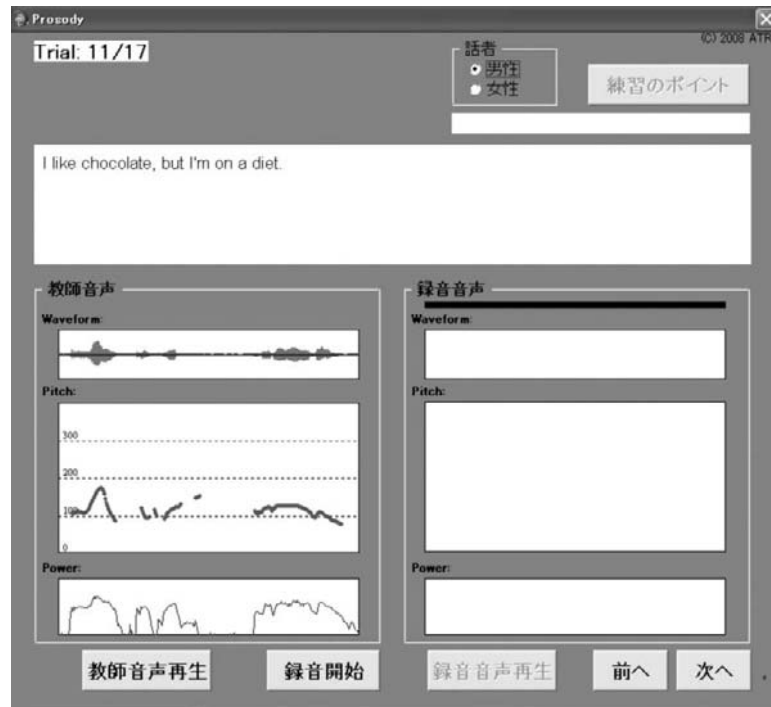 Prosody
Trial: 11/17
(C) 2008 ATR
話者
男性
女性
練習のポイント
I like chocolate, but I'm on a diet.
教師音声
Waveform:
Pitch:
300
200
100
0
Power:
録音音声
Waveform:
Pitch:
Power:
教師音声再生
録音開始
録音音声再生
前へ
次へ